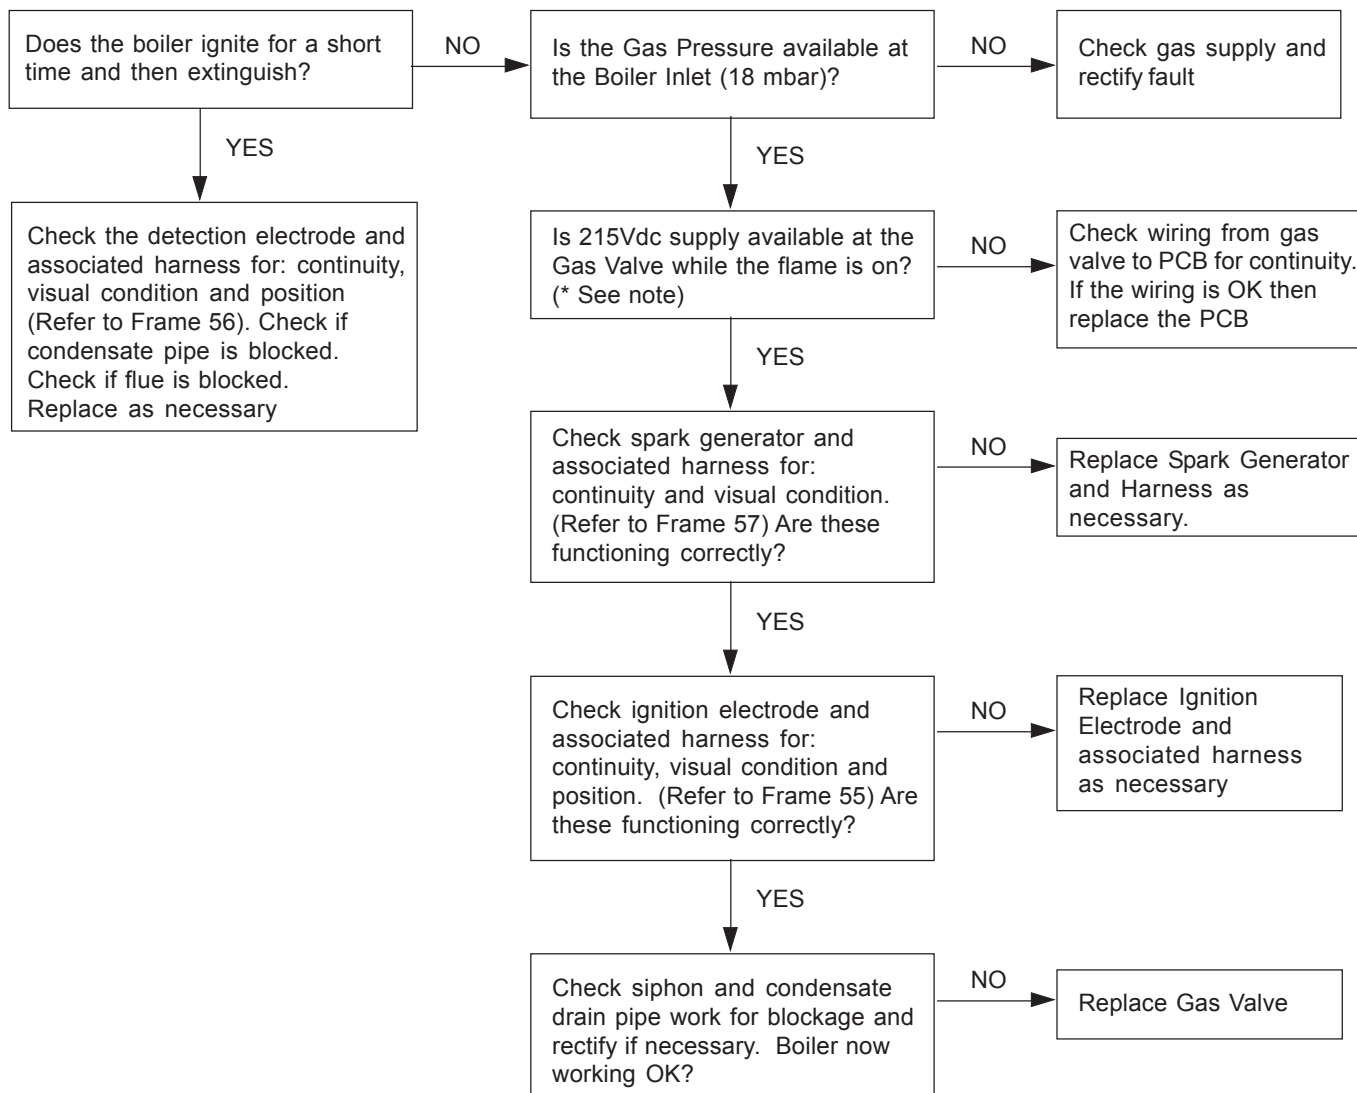 Does the boiler ignite for a short
time and then extinguish?
NO
Is the Gas Pressure available at
the Boiler Inlet (18 mbar)?
NO
Check gas supply and
rectify fault
YES
YES
Check the detection electrode and
associated harness for: continuity,
visual condition and position
(Refer to Frame 56). Check if
condensate pipe is blocked.
Check if flue is blocked.
Replace as necessary
Is 215Vdc supply available at the
Gas Valve while the flame is on?
(* See note)
NO
Check wiring from gas
valve to PCB for continuity.
If the wiring is OK then
replace the PCB
YES
Check spark generator and
associated harness for:
continuity and visual condition.
(Refer to Frame 57) Are these
functioning correctly?
NO
Replace Spark Generator
and Harness as
necessary.
YES
Check ignition electrode and
associated harness for:
continuity, visual condition and
position. (Refer to Frame 55) Are
these functioning correctly?
NO
Replace Ignition
Electrode and
associated harness
as necessary
YES
Check siphon and condensate
drain pipe work for blockage and
rectify if necessary. Boiler now
working OK?
NO
Replace Gas Valve